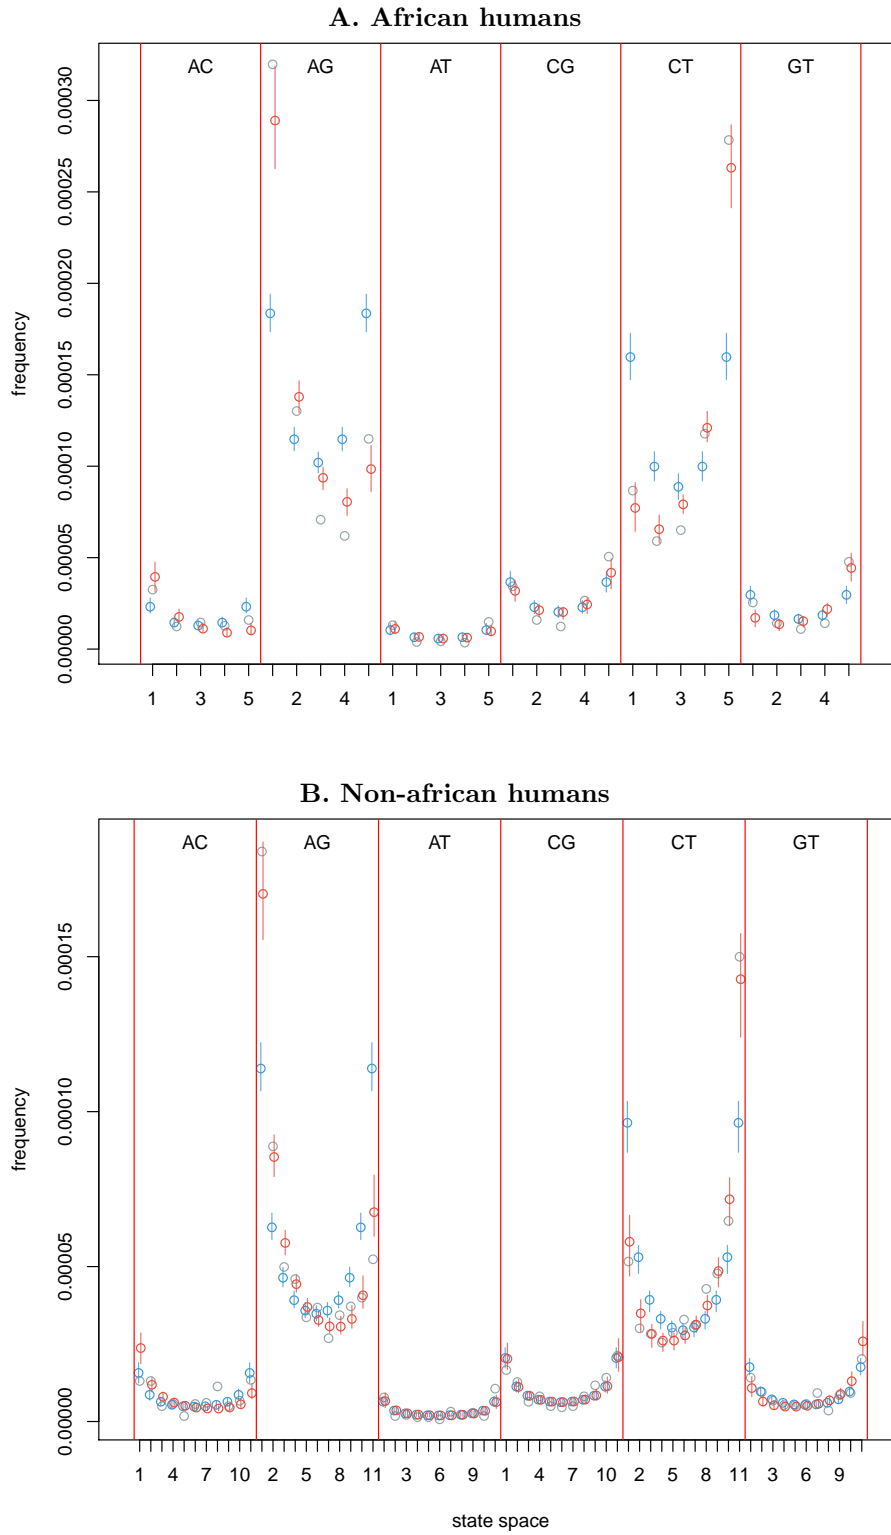 A. African humans
AC AG AT CG CT GT
0.00030
0.00025
0.00020
0.00015
0.00010
0.00005
0.00000
frequency
1 3 5 2 4 1 3 5 2 4 1 3 5 2 4
B. Non-african humans
AC AG AT CG CT GT
0.00015
0.00010
0.00005
0.00000
frequency
1 4 7 10 2 5 8 11 3 6 9 1 4 7 10 2 5 8 11 3 6 9
state space